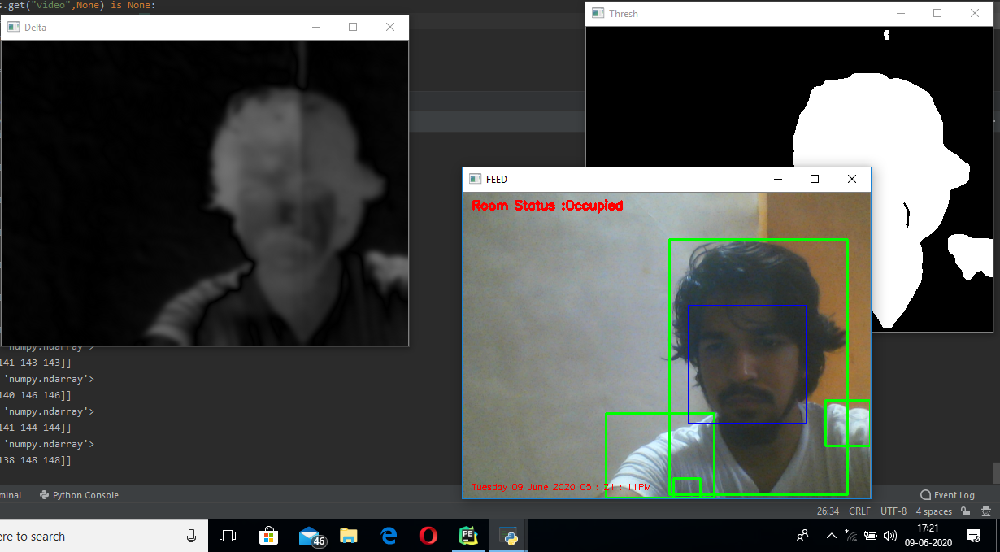 s.get("video",None) is None:
Delta
Thresh
FEED
Room Status :Occupied
Tuesday 09 June 2020 05 : 21 : 11PM
'numpy.ndarray'>
141 143 143]]
'numpy.ndarray'>
140 146 146]]
'numpy.ndarray'>
141 144 144]]
'numpy.ndarray'>
138 148 148]]
minal Python Console
Event Log
26:34 CRLF UTF-8 4 spaces
ere to search
46
PE
17:21
09-06-2020